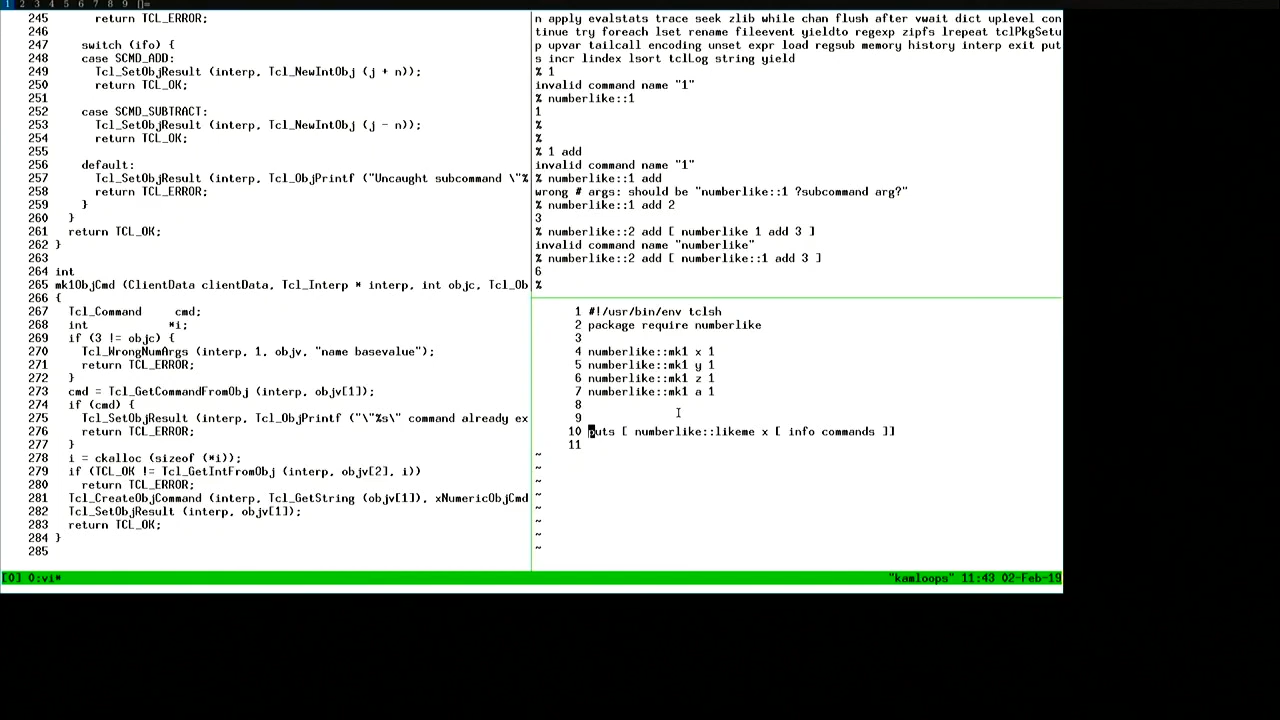 1 2 3 4 5 6 7 8 9 []=
245 return TCL_ERROR;
246
247 switch (ifo) {
248 case SCMD_ADD:
249 Tcl_SetObjResult (interp, Tcl_NewIntObj (j + n));
250 return TCL_OK;
251
252 case SCMD_SUBTRACT:
253 Tcl_SetObjResult (interp, Tcl_NewIntObj (j - n));
254 return TCL_OK;
255
256 default:
257 Tcl_SetObjResult (interp, Tcl_ObjPrintf ("Uncaught subcommand \"%
258 return TCL_ERROR;
259 }
260 }
261 return TCL_OK;
262 }
263
264 int
265 mk1ObjCmd (ClientData clientData, Tcl_Interp * interp, int objc, Tcl_Ob
266 {
267 Tcl_Command cmd;
268 int *i;
269 if (3 != objc) {
270 Tcl_WrongNumArgs (interp, 1, objv, "name basevalue");
271 return TCL_ERROR;
272 }
273 cmd = Tcl_GetCommandFromObj (interp, objv[1]);
274 if (cmd) {
275 Tcl_SetObjResult (interp, Tcl_ObjPrintf ("\"%s\" command already ex
276 return TCL_ERROR;
277 }
278 i = ckalloc (sizeof (*i));
279 if (TCL_OK != Tcl_GetIntFromObj (interp, objv[2], i))
280 return TCL_ERROR;
281 Tcl_CreateObjCommand (interp, Tcl_GetString (objv[1]), xNumericObjCmd
282 Tcl_SetObjResult (interp, objv[1]);
283 return TCL_OK;
284 }
285
n apply evalstats trace seek zlib while chan flush after vwait dict uplevel con
tinue try foreach lset rename fileevent yieldto regexp zipfs lrepeat tclPkgSetu
p upvar tailcall encoding unset expr load regsub memory history interp exit put
s incr lindex lsort tclLog string yield
% 1
invalid command name "1"
% numberlike::1
1
%
%
% 1 add
invalid command name "1"
% numberlike::1 add
wrong # args: should be "numberlike::1 ?subcommand arg?"
% numberlike::1 add 2
3
% numberlike::2 add [ numberlike 1 add 3 ]
invalid command name "numberlike"
% numberlike::2 add [ numberlike::1 add 3 ]
6
%
1 #!/usr/bin/env tclsh
2 package require numberlike
3
4 numberlike::mk1 x 1
5 numberlike::mk1 y 1
6 numberlike::mk1 z 1
7 numberlike::mk1 a 1
8
9
10 puts [ numberlike::likeme x [ info commands ]]
11
~
~
~
~
~
~
~
~
[0] 0:vi* "kamloops" 11:43 02-Feb-19